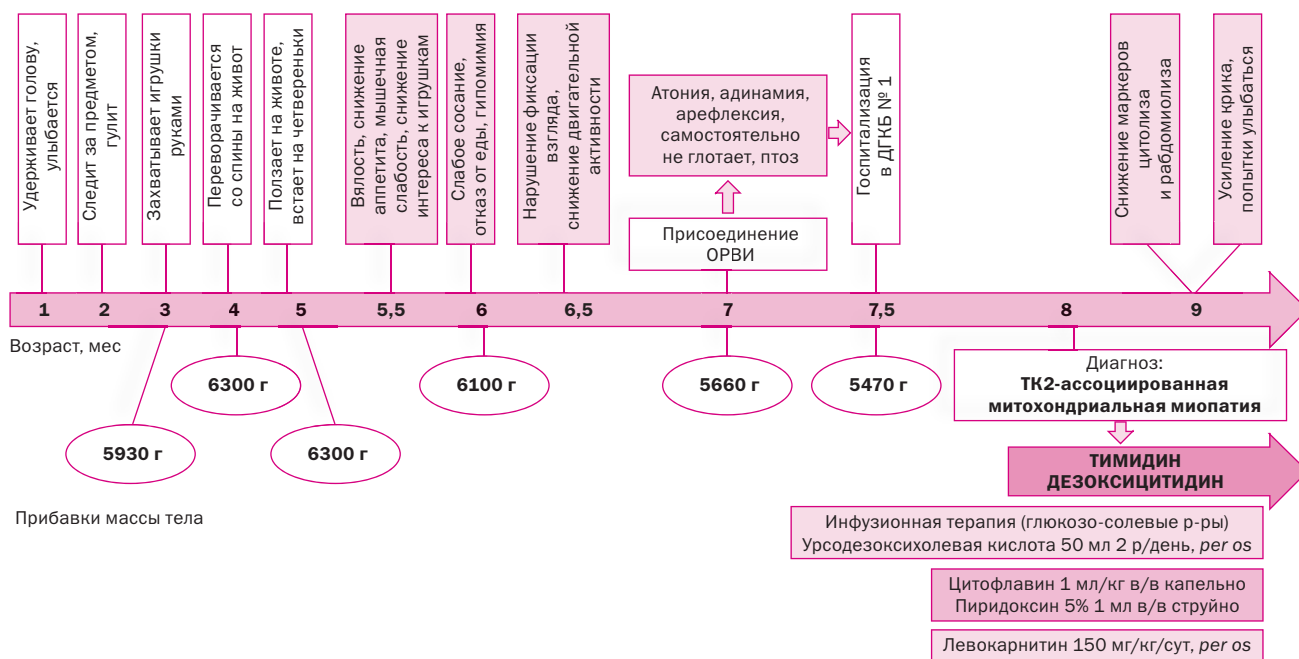 Удерживает голову,
улыбается
Следит за предметом,
гулит
Захватывает игрушки
руками
Переворачивается
со спины на живот
Ползает на животе,
встает на четвереньки
Вялость, снижение
аппетита, мышечная
слабость, снижение
интереса к игрушкам
Слабое сосание,
отказ от еды, гипомимия
Нарушение фиксации
взгляда,
снижение двигательной
активности
Атония, адинамия,
арефлексия,
самостоятельно
не глотает, птоз
Присоединение
ОРВИ
Госпитализация
в ДГКБ № 1
Снижение маркеров
цитолиза
и рабдомиолиза
Усиление крика,
попытки улыбаться
1 2 3 4 5 5,5 6 6,5 7 7,5 8 9
Возраст, мес
6300 г
6100 г
5660 г
5470 г
5930 г
6300 г
Диагноз:
ТК2-ассоциированная
митохондриальная миопатия
ТИМИДИН
ДЕЗОКСИЦИТИДИН
Прибавки массы тела
Инфузионная терапия (глюкозо-солевые р-ры)
Урсодезоксихолевая кислота 50 мл 2 р/день, per os
Цитофлавин 1 мл/кг в/в капельно
Пиридоксин 5% 1 мл в/в струйно
Левокарнитин 150 мг/кг/сут, per os